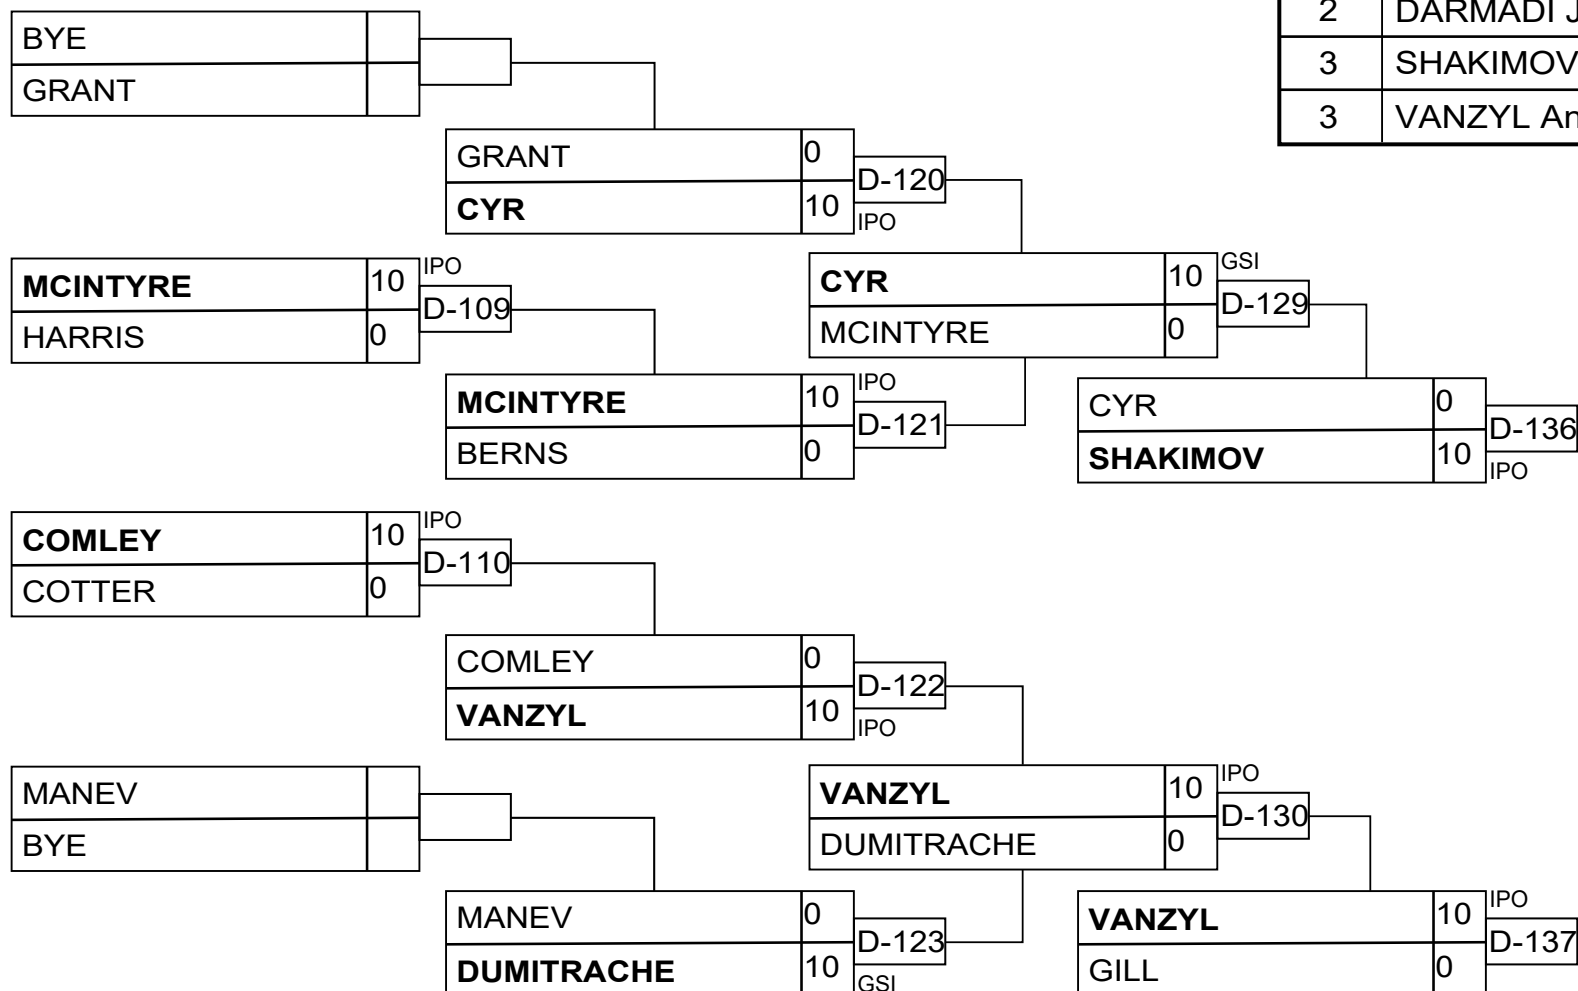 2 DARMADI J
3 SHAKIMOV
3 VANZYL An
BYE
GRANT
GRANT 0
CYR 10
D-120
IPO
MCINTYRE 10
HARRIS 0
IPO
D-109
MCINTYRE 10
BERNS 0
IPO
D-121
CYR 10
MCINTYRE 0
GSI
D-129
CYR 0
SHAKIMOV 10
D-136
IPO
COMLEY 10
COTTER 0
IPO
D-110
COMLEY 0
VANZYL 10
D-122
IPO
MANEV
BYE
MANEV 0
DUMITRACHE 10
D-123
GSI
VANZYL 10
DUMITRACHE 0
IPO
D-130
VANZYL 10
GILL 0
IPO
D-137